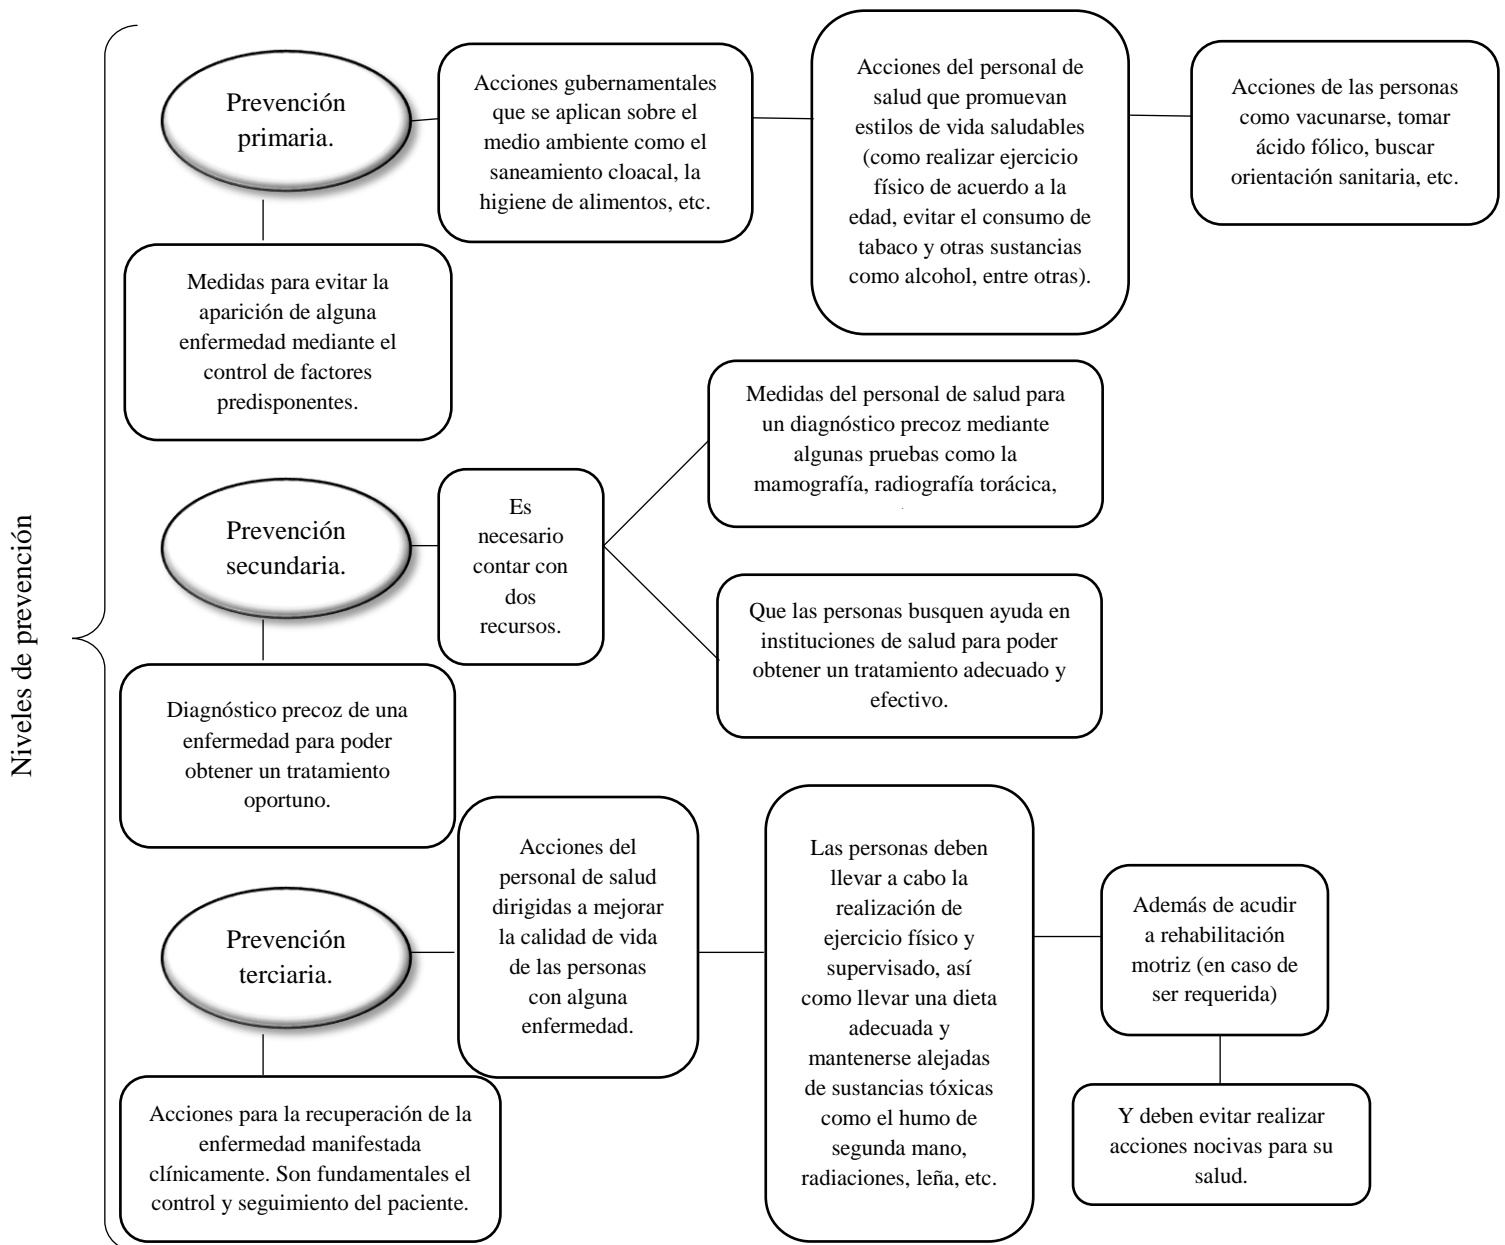 Niveles de prevención
Prevención
primaria.
Acciones gubernamentales
que se aplican sobre el
medio ambiente como el
saneamiento cloacal, la
higiene de alimentos, etc.
Acciones del personal de
salud que promuevan
estilos de vida saludables
(como realizar ejercicio
físico de acuerdo a la
edad, evitar el consumo de
tabaco y otras sustancias
como alcohol, entre otras).
Acciones de las personas
como vacunarse, tomar
ácido fólico, buscar
orientación sanitaria, etc.
Medidas para evitar la
aparición de alguna
enfermedad mediante el
control de factores
predisponentes.
Prevención
secundaria.
Es
necesario
contar con
dos
recursos.
Medidas del personal de salud para
un diagnóstico precoz mediante
algunas pruebas como la
mamografía, radiografía torácica,
Que las personas busquen ayuda en
instituciones de salud para poder
obtener un tratamiento adecuado y
efectivo.
Diagnóstico precoz de una
enfermedad para poder
obtener un tratamiento
oportuno.
Prevención
terciaria.
Acciones del
personal de salud
dirigidas a mejorar
la calidad de vida
de las personas
con alguna
enfermedad.
Las personas deben
llevar a cabo la
realización de
ejercicio físico y
supervisado, así
como llevar una dieta
adecuada y
mantenerse alejadas
de sustancias tóxicas
como el humo de
segunda mano,
radiaciones, leña, etc.
Además de acudir
a rehabilitación
motriz (en caso de
ser requerida)
Y deben evitar realizar
acciones nocivas para su
salud.
Acciones para la recuperación de la
enfermedad manifestada
clínicamente. Son fundamentales el
control y seguimiento del paciente.